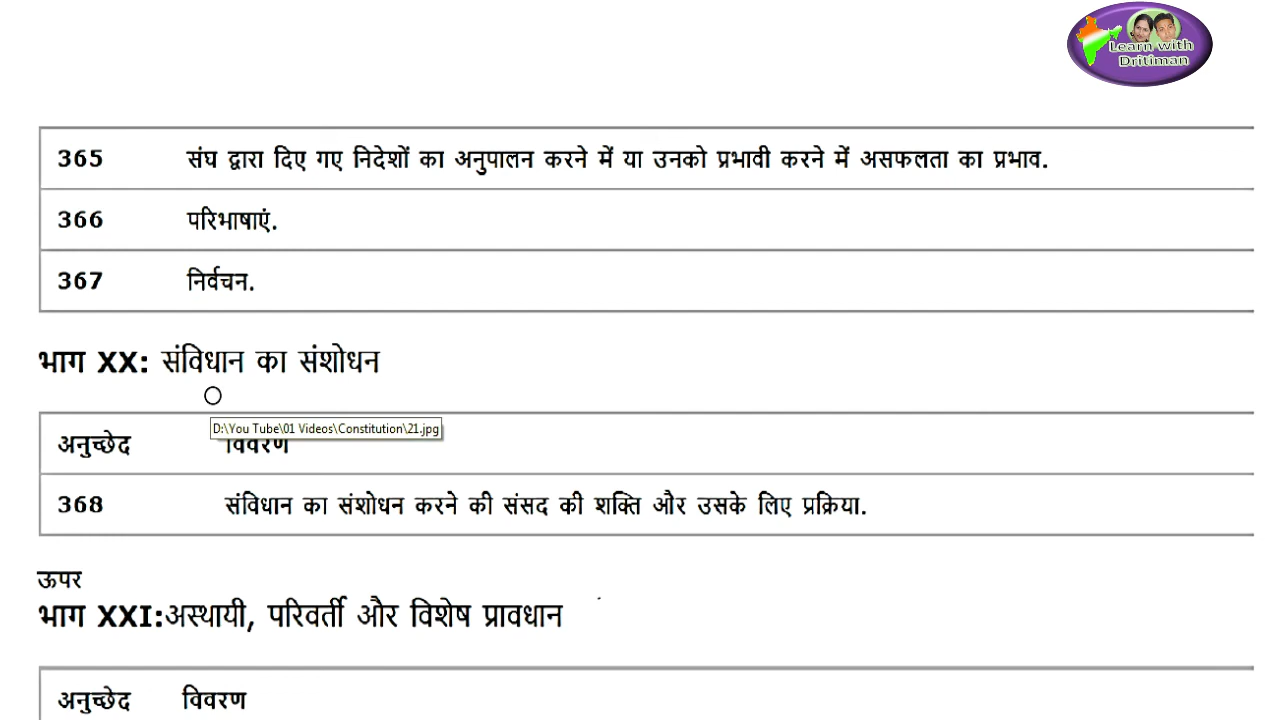 Learn with
Dritiman
365 संघ द्वारा दिए गए निदेशों का अनुपालन करने में या उनको प्रभावी करने में असफलता का प्रभाव.
366 परिभाषाएं.
367 निर्वचन.
भाग XX: संविधान का संशोधन
D:\You Tube\01 Videos\Constitution\21.jpg
अनुच्छेद विवरण
368 संविधान का संशोधन करने की संसद की शक्ति और उसके लिए प्रक्रिया.
ऊपर
भाग XXI:अस्थायी, परिवर्ती और विशेष प्रावधान
अनुच्छेद विवरण